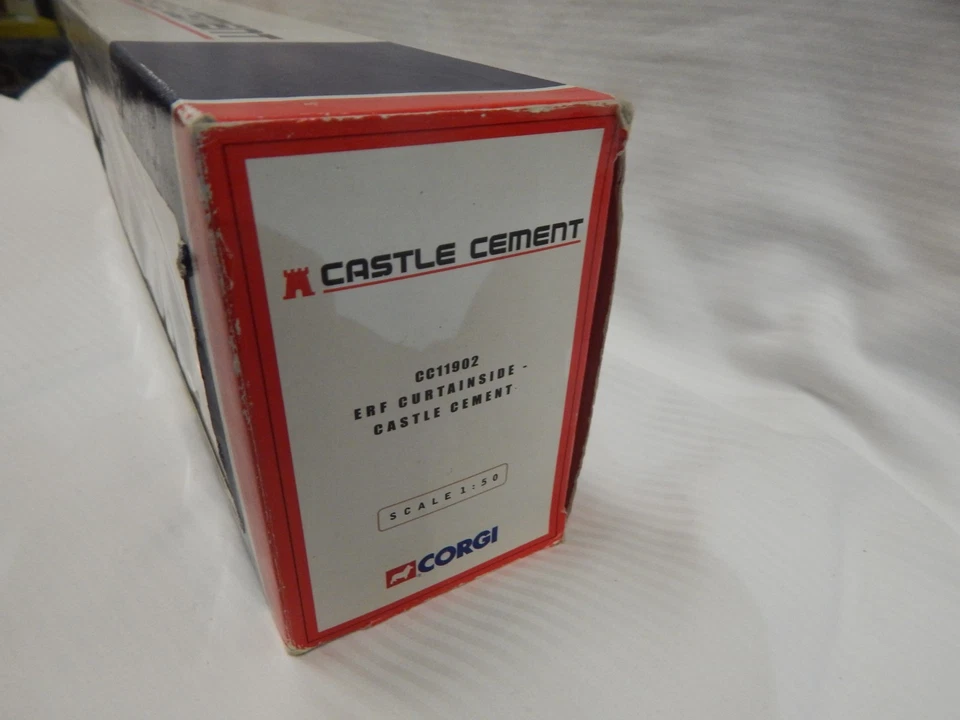 CASTLE CEMENT
CC11902
ERF CURTAINSIDE -
CASTLE CEMENT
SCALE 1:50
CORGI